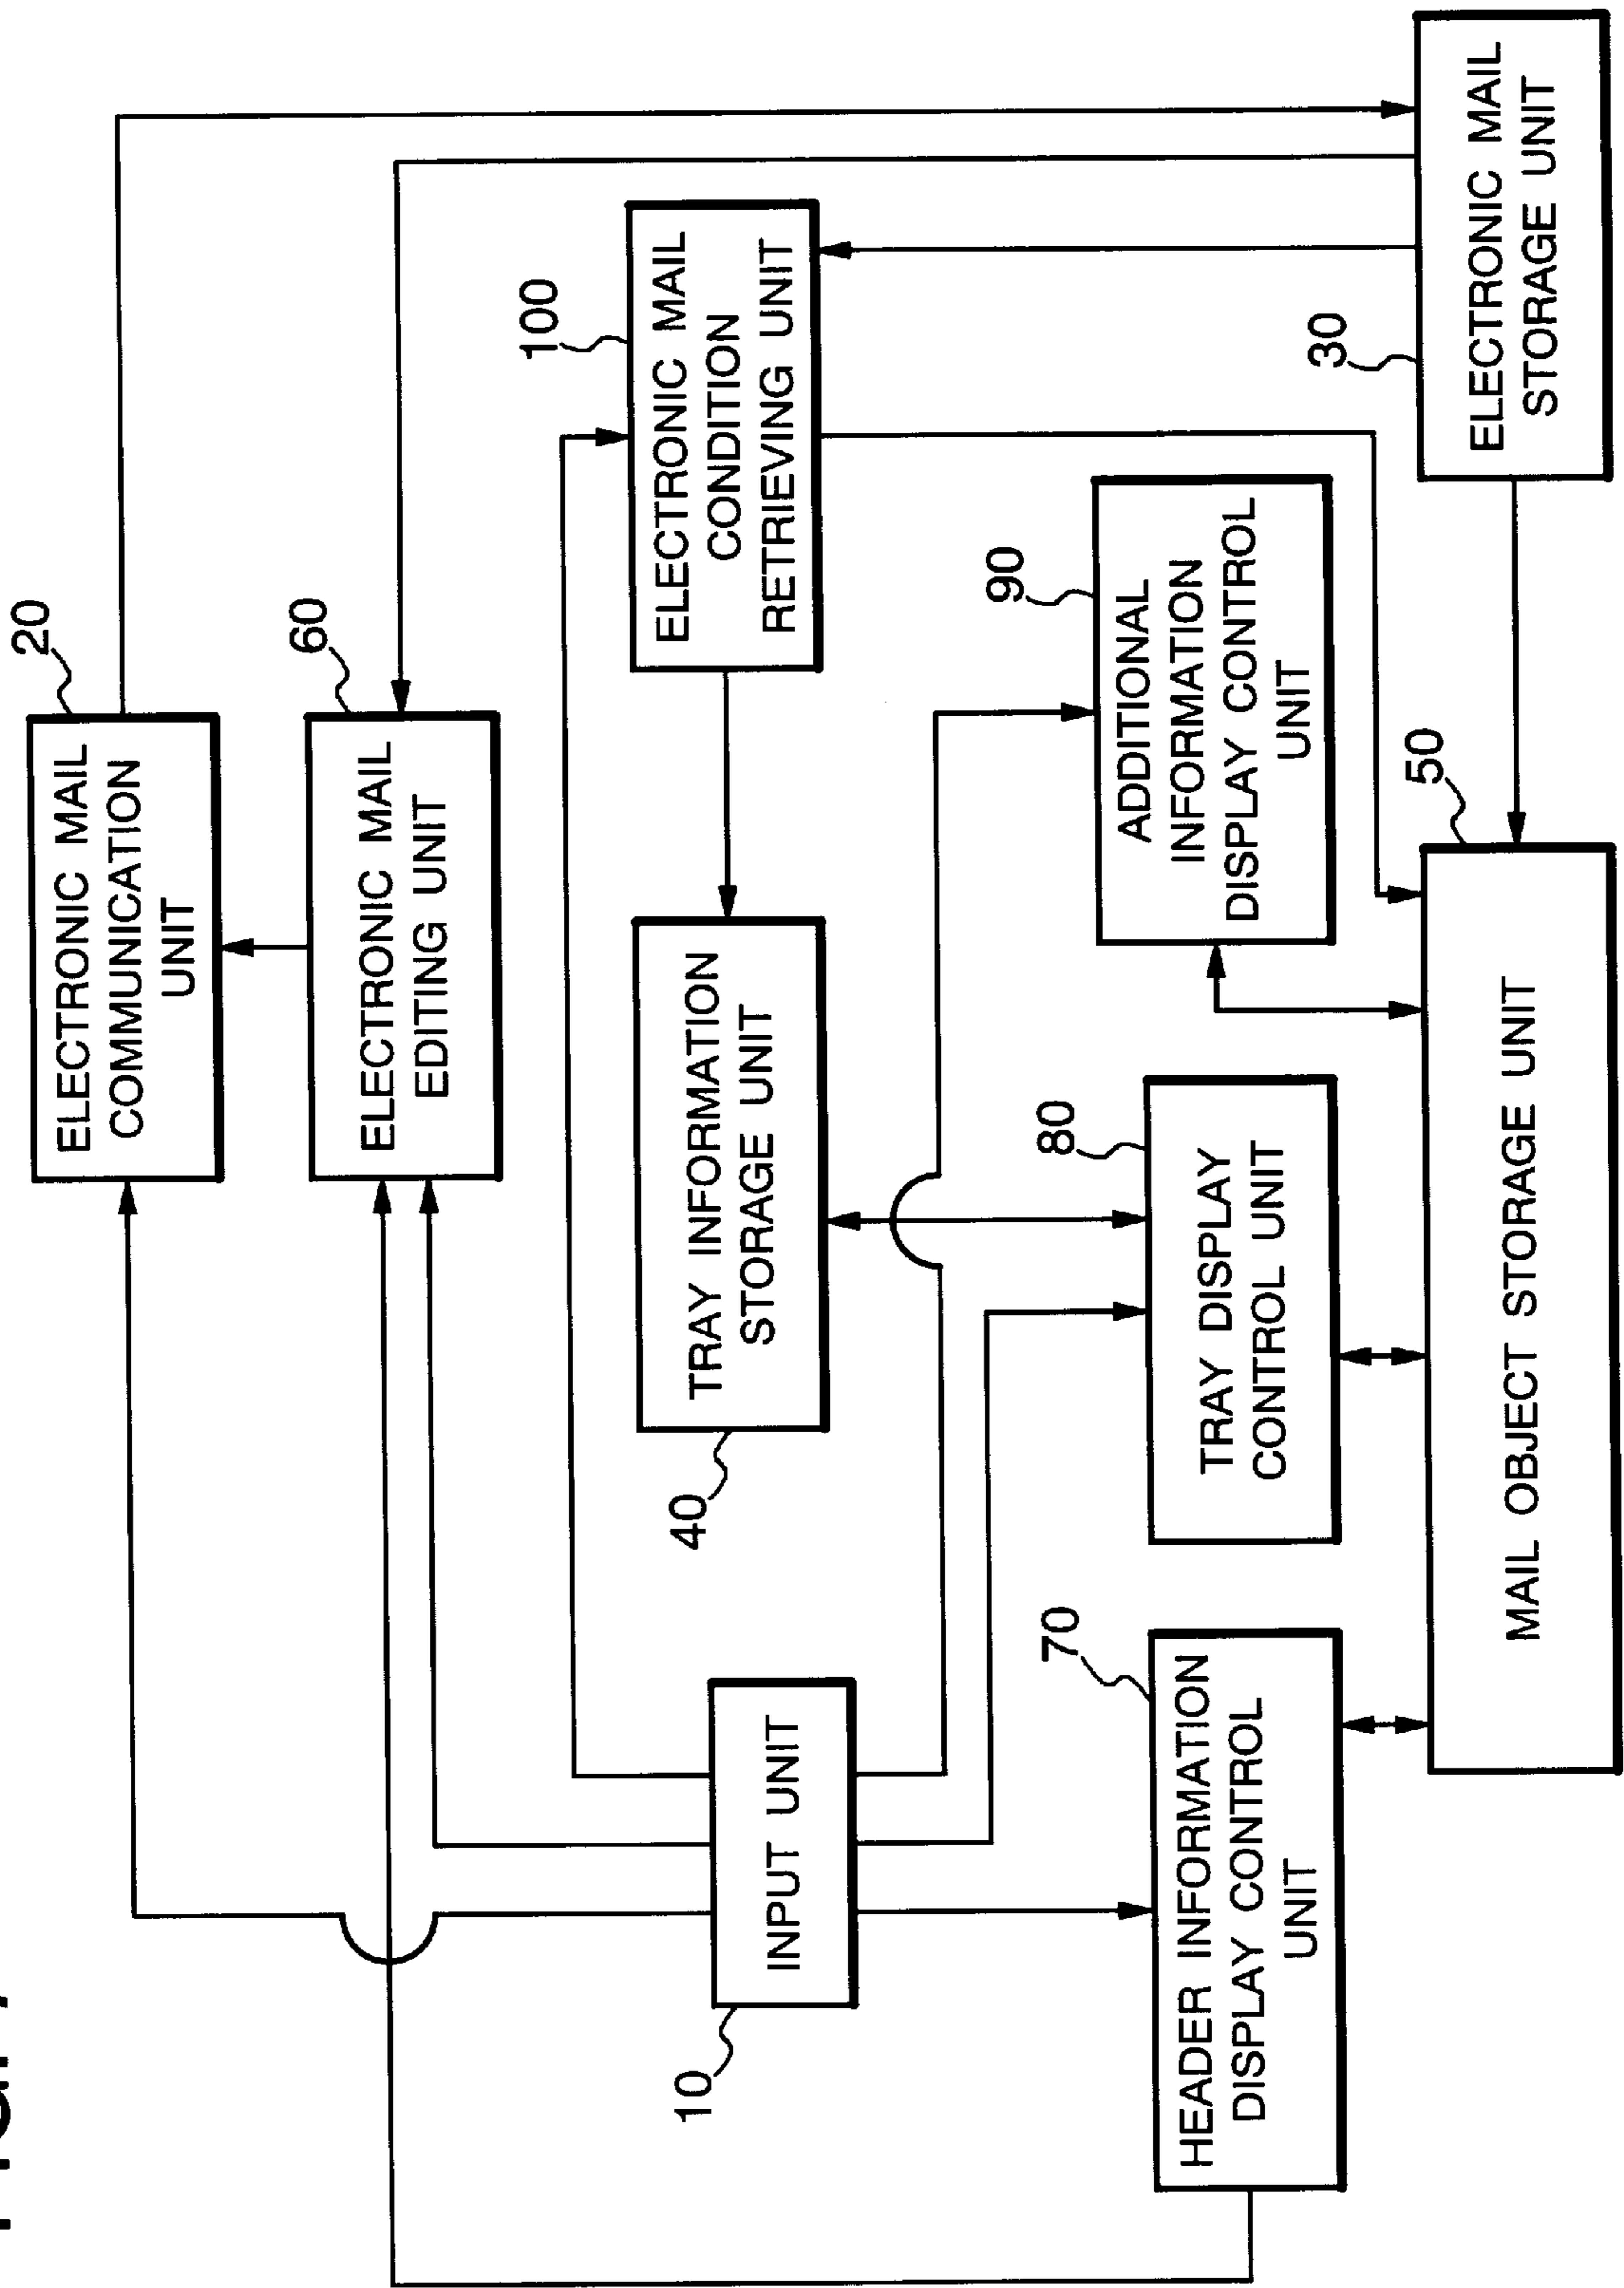 20
ELECTRONIC MAIL
COMMUNICATION
UNIT
60
ELECTRONIC MAIL
EDITING UNIT
100
ELECTRONIC MAIL
CONDITION
RETRIEVING UNIT
TRAY INFORMATION
STORAGE UNIT
40
INPUT UNIT
10
90
ADDITIONAL
INFORMATION
DISPLAY CONTROL
UNIT
80
TRAY DISPLAY
CONTROL UNIT
70
HEADER INFORMATION
DISPLAY CONTROL
UNIT
30
ELECTRONIC MAIL
STORAGE UNIT
50
MAIL OBJECT STORAGE UNIT